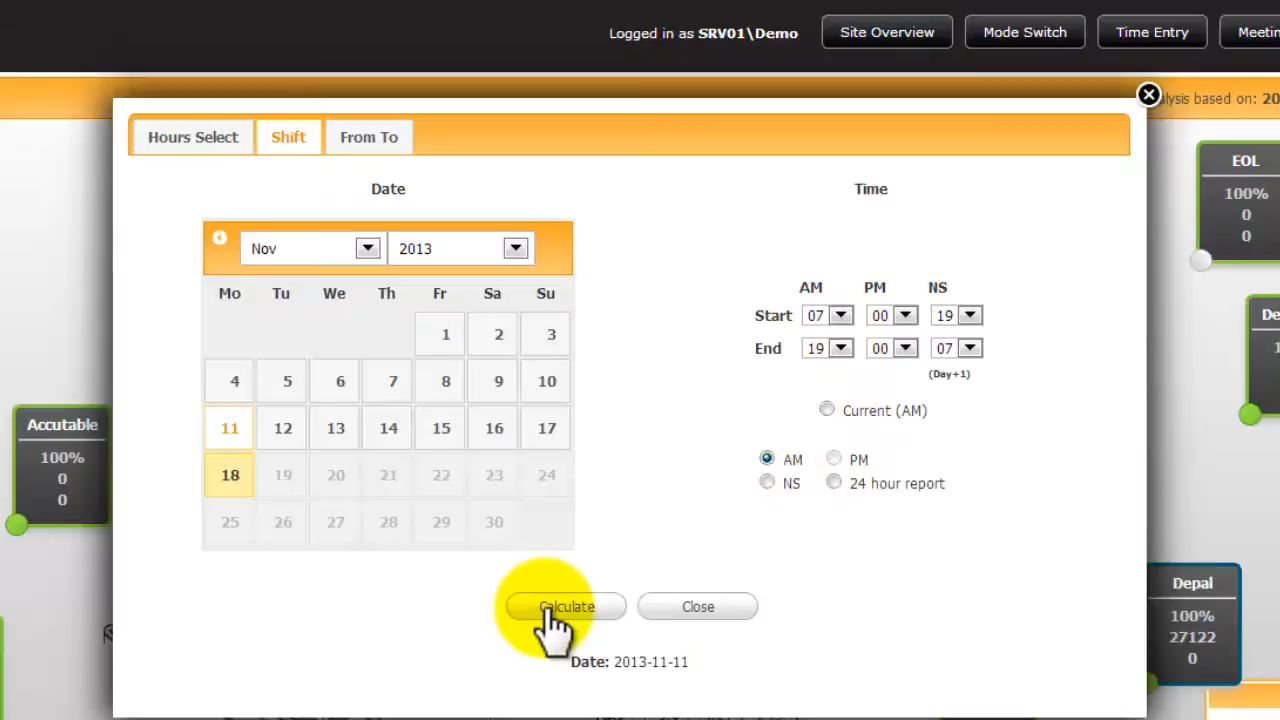 Logged in as SRV01\Demo
Site Overview
Mode Switch
Time Entry
alysis based on: 20
Hours Select
Shift
From To
Date
Time
Nov
2013
Mo Tu We Th Fr Sa Su
1 2 3
4 5 6 7 8 9 10
11 12 13 14 15 16 17
18 19 20 21 22 23 24
25 26 27 28 29 30
AM PM NS
Start 07 00 19
End 19 00 07
(Day+1)
Current (AM)
AM PM
NS 24 hour report
Calculate
Close
Date: 2013-11-11
Accutable
100%
0
0
EOL
100%
0
0
Depal
100%
27122
0